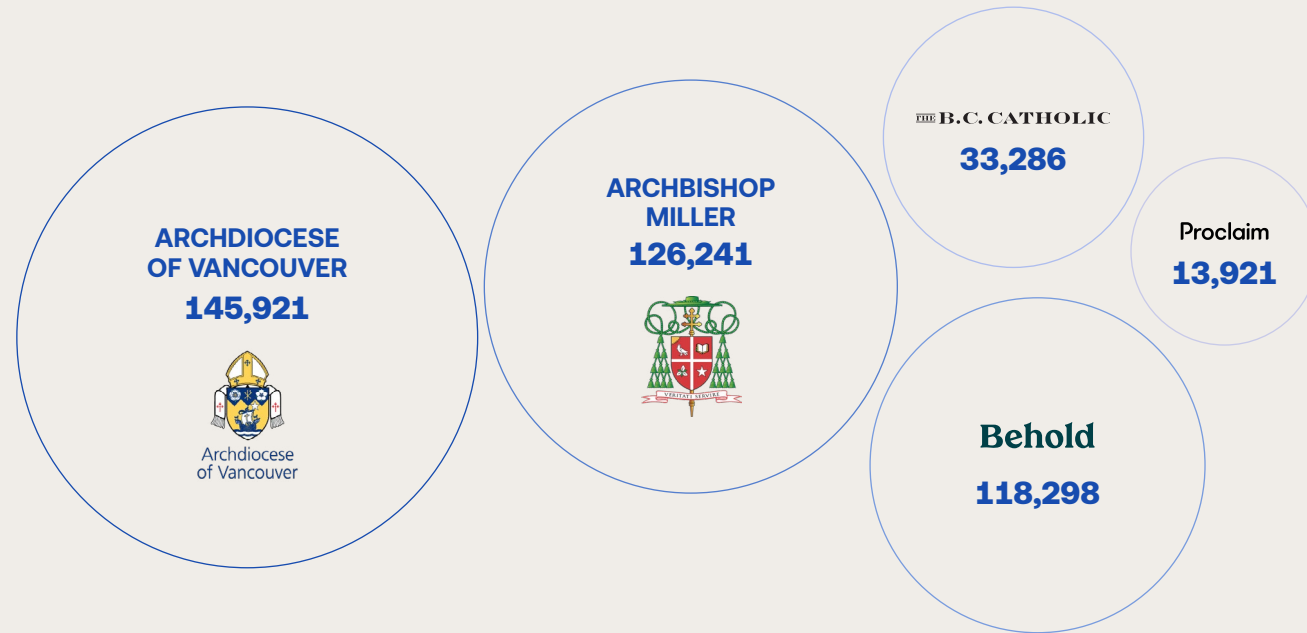 ARCHDIOCESE
OF VANCOUVER
145,921
Archdiocese
of Vancouver
ARCHBISHOP
MILLER
126,241
VERITATI SERVIRE
THE B.C. CATHOLIC
33,286
Proclaim
13,921
Behold
118,298